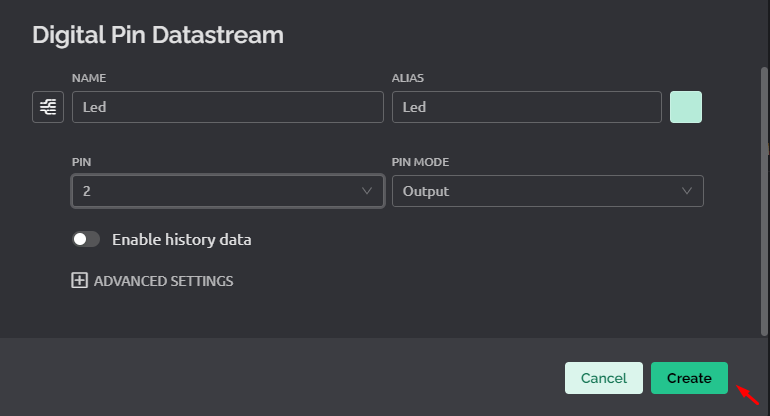 Digital Pin Datastream
NAME
ALIAS
Led
Led
PIN
PIN MODE
2
Output
Enable history data
ADVANCED SETTINGS
Cancel
Create